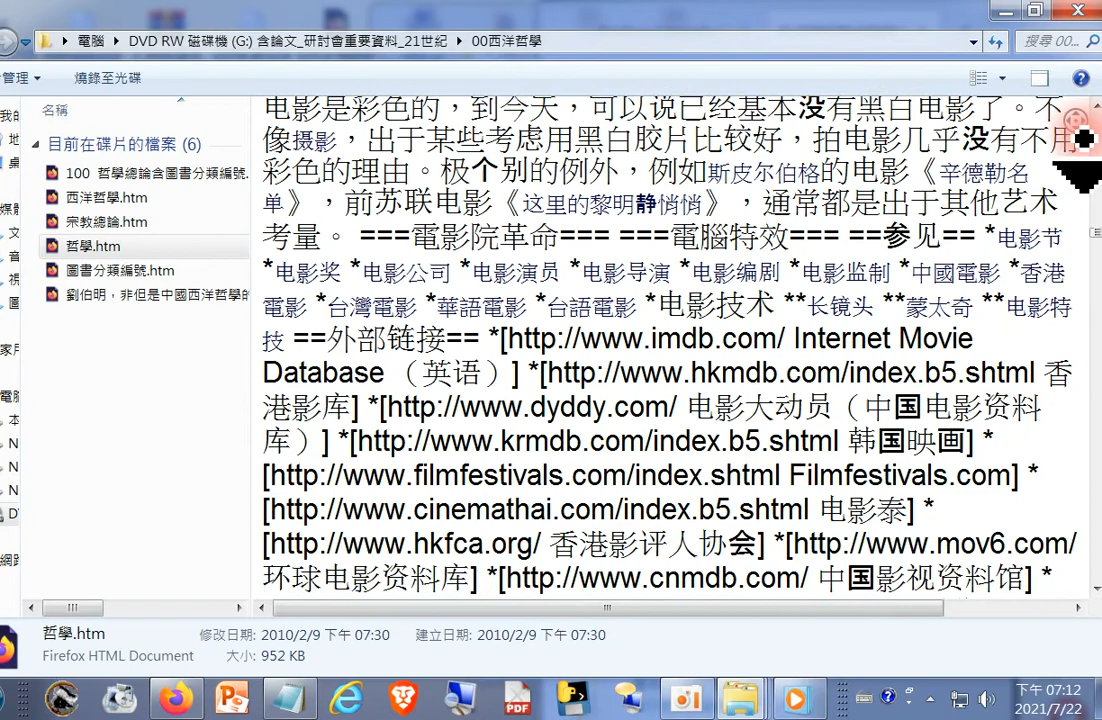 電腦 ▸ DVD RW 磁碟機 (G:) 含論文_研討會重要資料_21世紀 ▸ 00西洋哲學
搜尋 00...
管理
燒錄至光碟
名稱
目前在碟片的檔案 (6)
100 哲學總論含圖書分類編號.
西洋哲學.htm
宗教總論.htm
哲學.htm
圖書分類編號.htm
劉伯明，非但是中國西洋哲學的
电影是彩色的，到今天，可以说已经基本没有黑白电影了。不
像摄影，出于某些考虑用黑白胶片比较好，拍电影几乎没有不用
彩色的理由。极个别的例外，例如斯皮尔伯格的电影《辛德勒名
单》，前苏联电影《这里的黎明静悄悄》，通常都是出于其他艺术
考量。 ===電影院革命=== ===電腦特效=== ==参见== *电影节
*电影奖 *电影公司 *电影演员 *电影导演 *电影编剧 *电影监制 *中國電影 *香港
電影 *台灣電影 *華語電影 *台語電影 *电影技术 **长镜头 **蒙太奇 **电影特
技 ==外部链接== *[http://www.imdb.com/ Internet Movie
Database （英语）] *[http://www.hkmdb.com/index.b5.shtml 香
港影库] *[http://www.dyddy.com/ 电影大动员（中国电影资料
库）] *[http://www.krmdb.com/index.b5.shtml 韩国映画] *
[http://www.filmfestivals.com/index.shtml Filmfestivals.com] *
[http://www.cinemathai.com/index.b5.shtml 电影泰] *
[http://www.hkfca.org/ 香港影评人协会] *[http://www.mov6.com/
环球电影资料库] *[http://www.cnmdb.com/ 中国影视资料馆] *
哲學.htm
修改日期: 2010/2/9 下午 07:30
建立日期: 2010/2/9 下午 07:30
Firefox HTML Document
大小: 952 KB
下午 07:12
2021/7/22